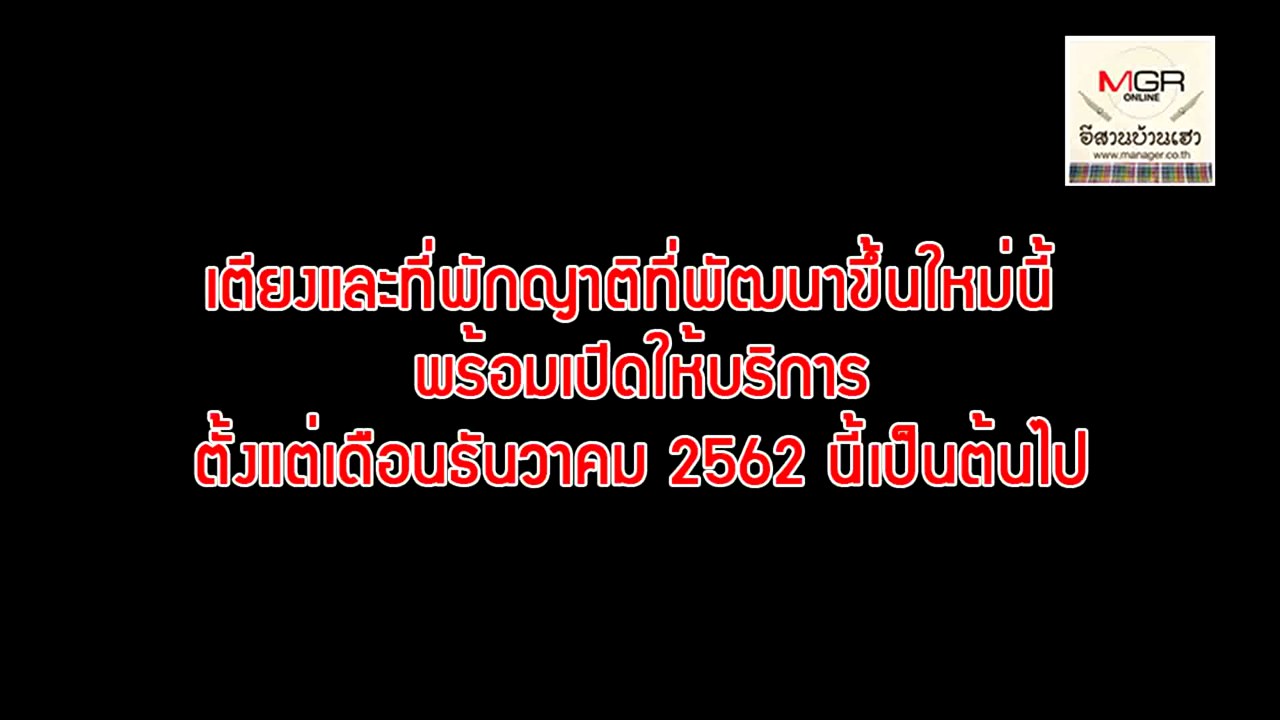 MGR
ONLINE
อีสานบ้านเฮา
www.manager.co.th
เตียงและที่พักญาติที่พัฒนาขึ้นใหม่นี้
พร้อมเปิดให้บริการ
ตั้งแต่เดือนธันวาคม 2562 นี้เป็นต้นไป